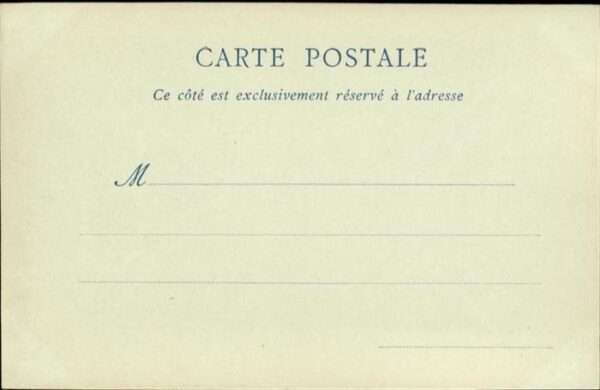 CARTE POSTALE
Ce côté est exclusivement réservé à l'adresse
M